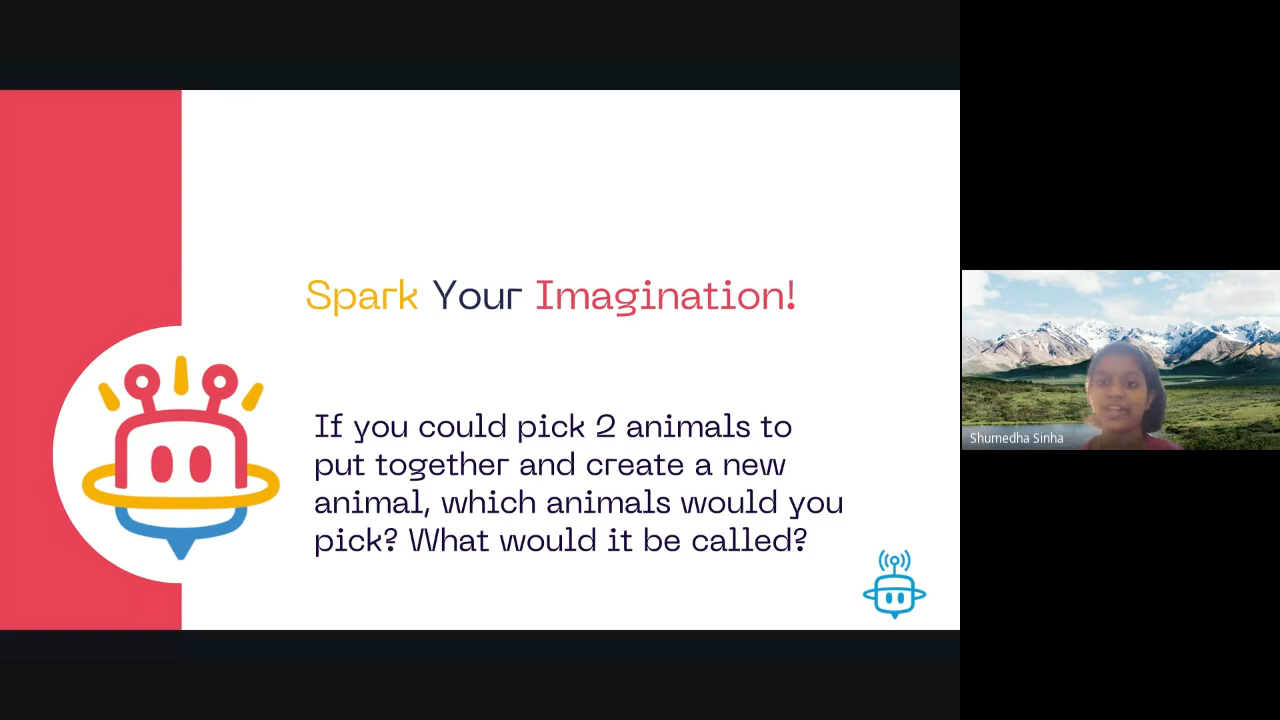 Spark Your Imagination!
If you could pick 2 animals to
put together and create a new
animal, which animals would you
pick? What would it be called?
Shumedha Sinha